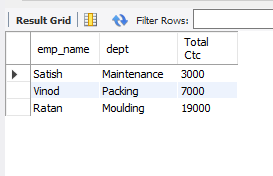 Result Grid Filter Rows:
emp_name dept Total
Ctc
Satish Maintenance 3000
Vinod Packing 7000
Ratan Moulding 19000